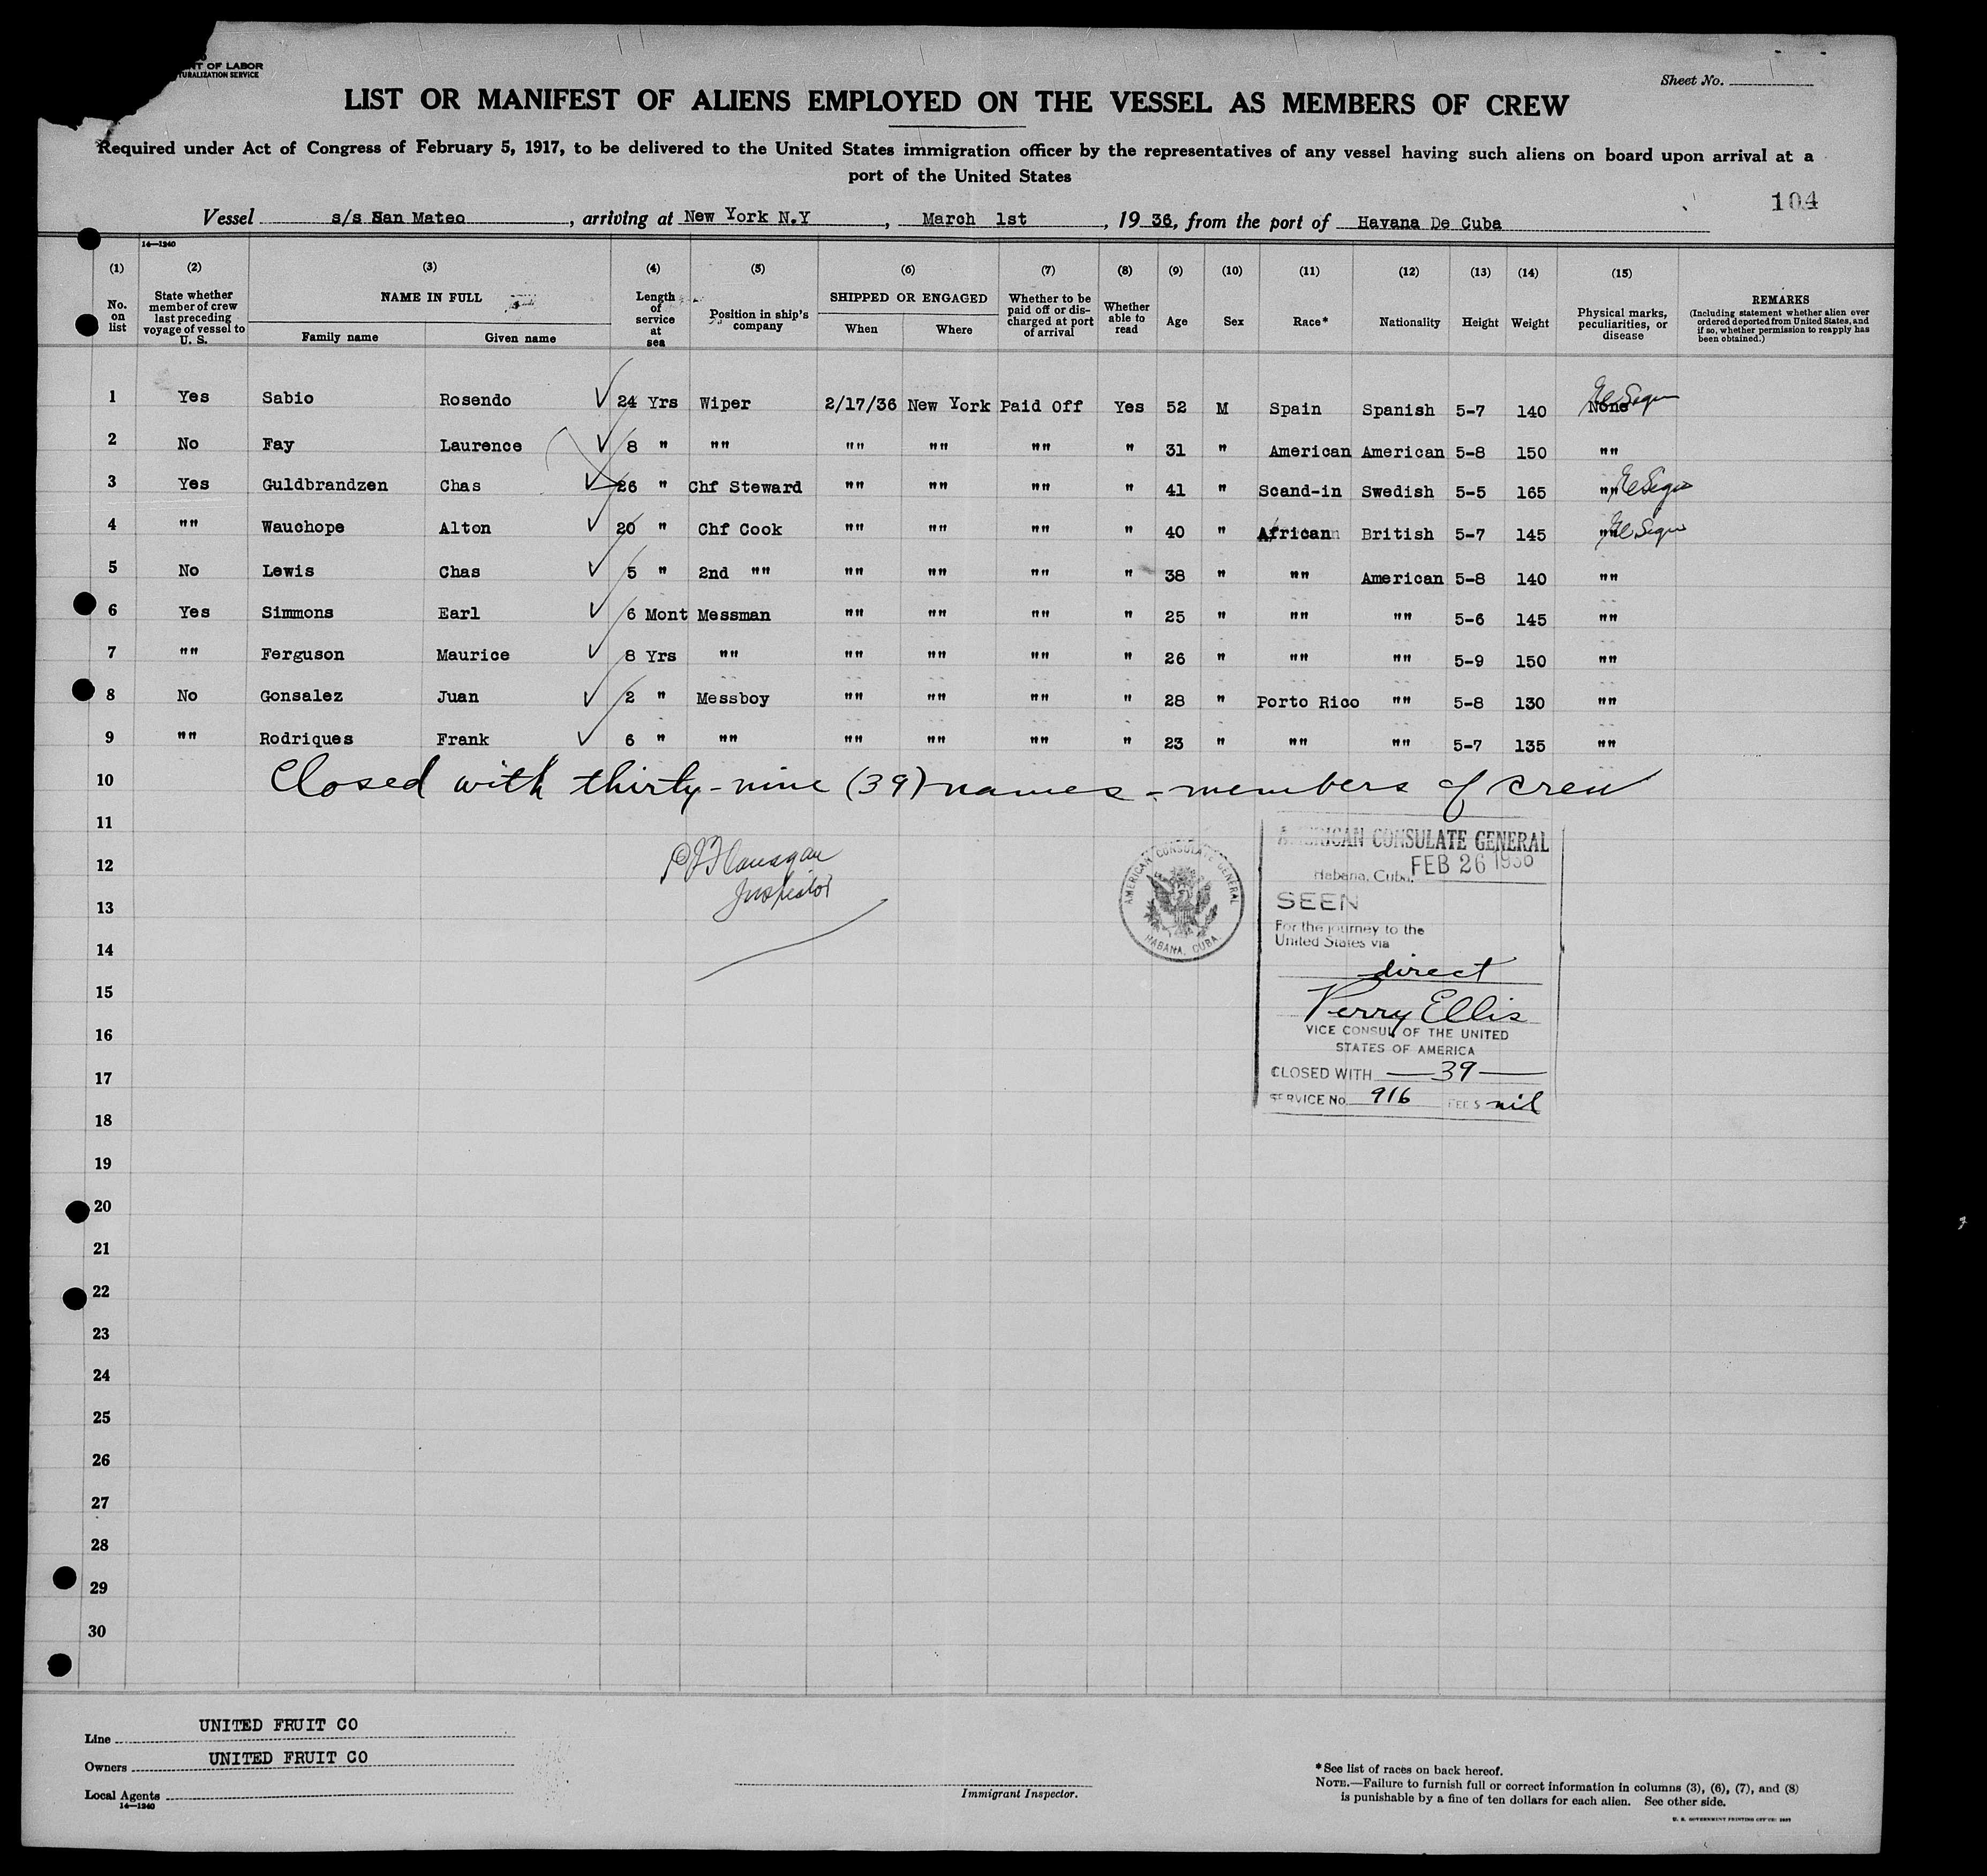 NT OF LABOR
TURALIZATION SERVICE
Sheet No.
LIST OR MANIFEST OF ALIENS EMPLOYED ON THE VESSEL AS MEMBERS OF CREW
Required under Act of Congress of February 5, 1917, to be delivered to the United States immigration officer by the representatives of any vessel having such aliens on board upon arrival at a
port of the United States
104
Vessel s/s San Mateo, arriving at New York N.Y, March 1st, 1936, from the port of Havana De Cuba
14—1240
(1) (2) (3) (4) (5) (6) (7) (8) (9) (10) (11) (12) (13) (14) (15)
No. on list
State whether member of crew last preceding voyage of vessel to U. S.
NAME IN FULL
Family name Given name
Length of service at sea
Position in ship's company
SHIPPED OR ENGAGED
When Where
Whether to be paid off or discharged at port of arrival
Whether able to read
Age
Sex
Race*
Nationality
Height
Weight
Physical marks, peculiarities, or disease
REMARKS
(Including statement whether alien ever ordered deported from United States, and if so, whether permission to reapply has been obtained.)
1 Yes Sabio Rosendo 24 Yrs Wiper 2/17/36 New York Paid Off Yes 52 M Spain Spanish 5-7 140 None
2 No Fay Laurence 8 " "" "" "" "" " 31 " American American 5-8 150 ""
3 Yes Guldbrandzen Chas 26 " Chf Steward "" "" "" " 41 " Scand-in Swedish 5-5 165 ""
4 "" Wauchope Alton 20 " Chf Cook "" "" "" " 40 " African British 5-7 145 ""
5 No Lewis Chas 5 " 2nd "" "" "" "" " 38 " "" American 5-8 140 ""
6 Yes Simmons Earl 6 Mont Messman "" "" "" " 25 " "" "" 5-6 145 ""
7 "" Ferguson Maurice 8 Yrs "" "" "" "" " 26 " "" "" 5-9 150 ""
8 No Gonsalez Juan 2 " Messboy "" "" "" " 28 " Porto Rico "" 5-8 130 ""
9 "" Rodriques Frank 6 " "" "" "" "" " 23 " "" "" 5-7 135 ""
10 Closed with thirty-nine (39) names - members of crew
11
12
13
14
15
16
17
18
19
20
21
22
23
24
25
26
27
28
29
30
Flanagan
Inspector
AMERICAN CONSULATE GENERAL
HABANA, CUBA.
AMERICAN CONSULATE GENERAL
Habana, Cuba. FEB 26 1936
SEEN
For the journey to the
United States via
direct
Perry Ellis
VICE CONSUL OF THE UNITED
STATES OF AMERICA
CLOSED WITH — 39 —
SERVICE No. 916 FEES nil
Line UNITED FRUIT CO
Owners UNITED FRUIT CO
Local Agents
14—1240
Immigrant Inspector.
*See list of races on back hereof.
NOTE.—Failure to furnish full or correct information in columns (3), (6), (7), and (8)
is punishable by a fine of ten dollars for each alien. See other side.